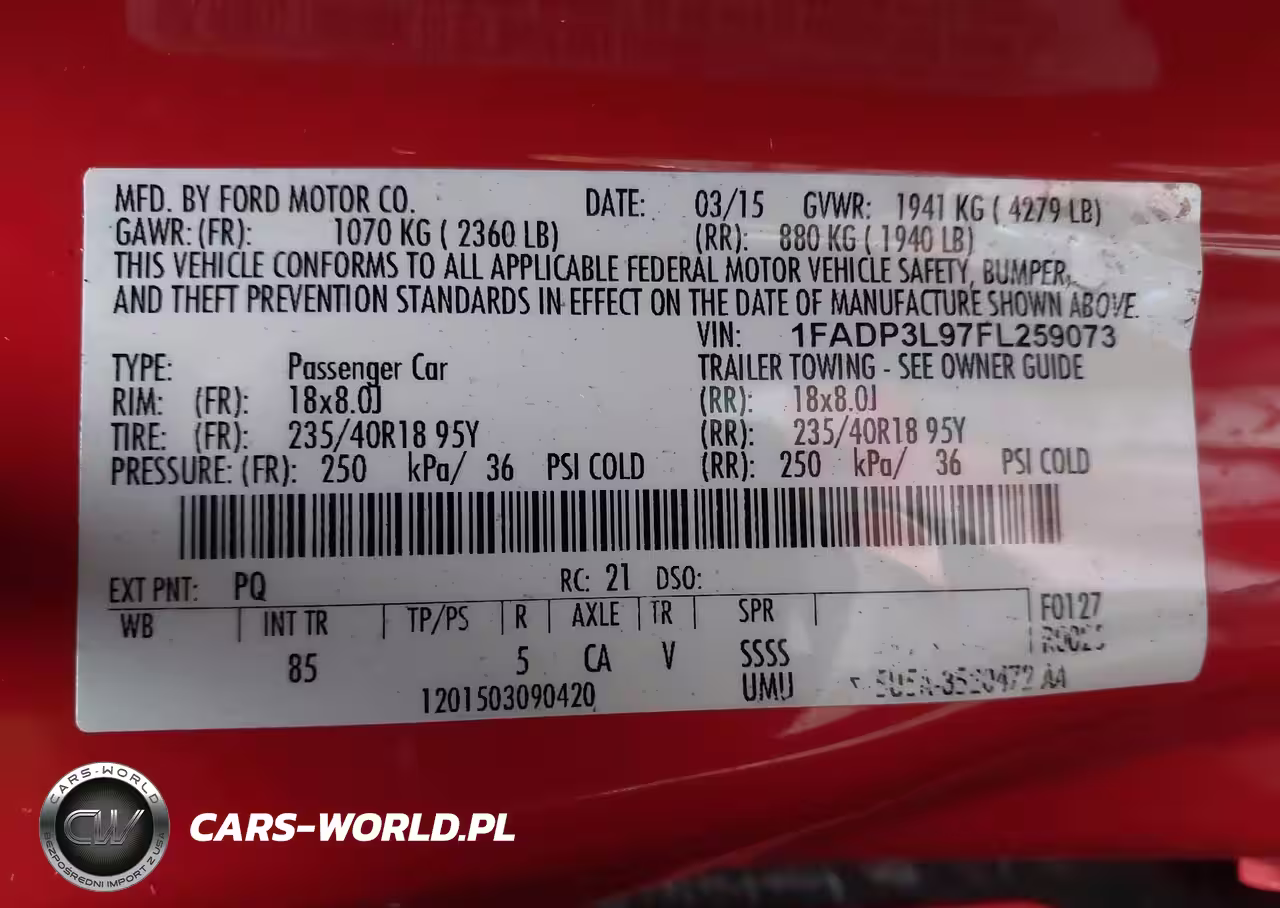 MFD. BY FORD MOTOR CO. DATE: 03/15 GVWR: 1941 KG ( 4279 LB)
GAWR: (FR): 1070 KG ( 2360 LB) (RR): 880 KG ( 1940 LB)
THIS VEHICLE CONFORMS TO ALL APPLICABLE FEDERAL MOTOR VEHICLE SAFETY, BUMPER,
AND THEFT PREVENTION STANDARDS IN EFFECT ON THE DATE OF MANUFACTURE SHOWN ABOVE.
VIN: 1FADP3L97FL259073
TYPE: Passenger Car TRAILER TOWING - SEE OWNER GUIDE
RIM: (FR): 18x8.0J (RR): 18x8.0J
TIRE: (FR): 235/40R18 95Y (RR): 235/40R18 95Y
PRESSURE: (FR): 250 kPa/ 36 PSI COLD (RR): 250 kPa/ 36 PSI COLD
EXT PNT: PQ RC: 21 DSO:
WB INT TR TP/PS R AXLE TR SPR F0127
85 5 CA V SSSS
1201503090420 UMU
CARS-WORLD
CW
BEZPOŚREDNI IMPORT Z USA
CARS-WORLD.PL